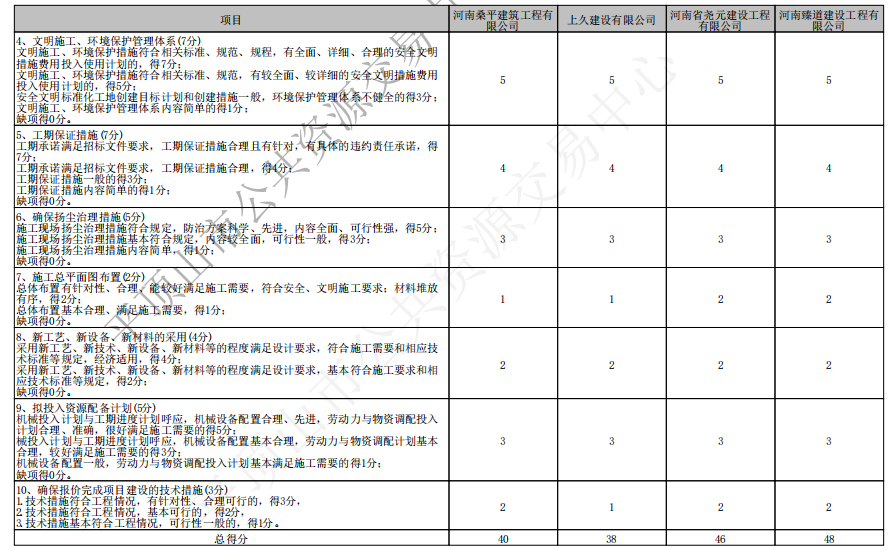 项目
河南桑平建筑工程有
限公司
上久建设有限公司
河南省尧元建设工程
有限公司
河南臻道建设工程有
限公司
4、文明施工、环境保护管理体系(7分)
文明施工、环境保护措施符合相关标准、规范、规程，有全面、详细、合理的安全文明
措施费用投入使用计划的，得7分；
文明施工、环境保护措施符合相关标准、规范，有较全面、较详细的安全文明措施费用
投入使用计划的，得5分；
安全文明标准化工地创建目标计划和创建措施一般，环境保护管理体系不健全的得3分；
文明施工、环境保护管理体系内容简单的得1分；
缺项得0分。
5 5 5 5
5、工期保证措施(7分)
工期承诺满足招标文件要求，工期保证措施合理且有针对，有具体的违约责任承诺，得
7分；
工期承诺满足招标文件要求，工期保证措施合理，得4分；
工期保证措施一般的得3分；
工期保证措施内容简单的得1分；
缺项得0分。
4 4 4 4
6、确保扬尘治理措施(5分)
施工现场扬尘治理措施符合规定，防治方案科学、先进，内容全面、可行性强，得5分；
施工现场扬尘治理措施基本符合规定，内容较全面，可行性一般，得3分；
施工现场扬尘治理措施内容简单，得1分；
缺项得0分。
3 3 3 3
7、施工总平面图布置(2分)
总体布置有针对性、合理、能较好满足施工需要，符合安全、文明施工要求；材料堆放
有序，得2分；
总体布置基本合理、满足施工需要，得1分；
缺项得0分。
1 1 2 2
8、新工艺、新设备、新材料的采用(4分)
采用新工艺、新技术、新设备、新材料等的程度满足设计要求，符合施工需要和相应技
术标准等规定，经济适用，得4分；
采用新工艺、新技术、新设备、新材料等的程度满足设计要求，基本符合施工要求和相
应技术标准等规定，得2分；
缺项得0分。
2 2 2 2
9、拟投入资源配备计划(5分)
机械投入计划与工期进度计划呼应，机械设备配置合理、先进，劳动力与物资调配投入
计划合理、准确，很好满足施工需要的得5分；
械投入计划与工期进度计划呼应，机械设备配置基本合理，劳动力与物资调配计划基本
合理，较好满足施工需要的得3分；
机械设备配置一般，劳动力与物资调配投入计划基本满足施工需要的得1分；
缺项得0分。
3 3 3 3
10、确保报价完成项目建设的技术措施(3分)
1.技术措施符合工程情况，有针对性、合理可行的，得3分，
2.技术措施符合工程情况，基本可行的，得2分，
3.技术措施基本符合工程情况，可行性一般的，得1分。
2 1 2 2
总得分 40 38 46 48
平顶山市公共资源交易中心
平顶山市公共资源交易中心